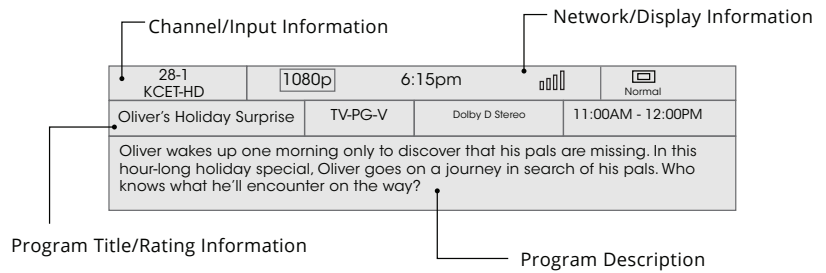 Channel/Input Information
Network/Display Information
28-1
KCET-HD
1080p
6:15pm
Normal
Oliver's Holiday Surprise
TV-PG-V
Dolby D Stereo
11:00AM - 12:00PM
Oliver wakes up one morning only to discover that his pals are missing. In this
hour-long holiday special, Oliver goes on a journey in search of his pals. Who
knows what he'll encounter on the way?
Program Title/Rating Information
Program Description